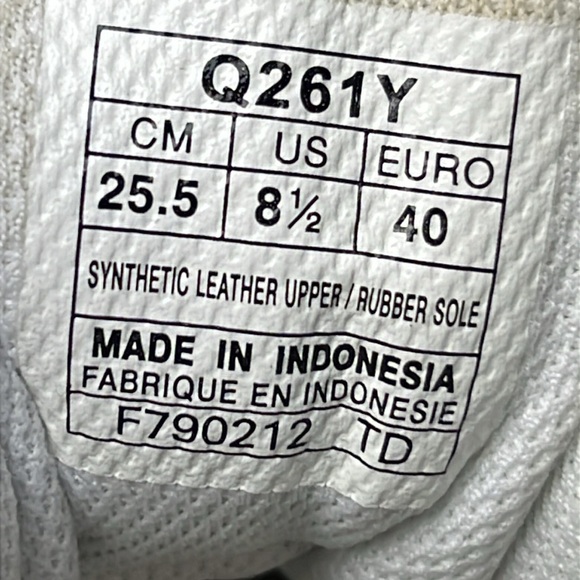 Q261Y
CM US EURO
25.5 8½ 40
SYNTHETIC LEATHER UPPER / RUBBER SOLE
MADE IN INDONESIA
FABRIQUE EN INDONESIE
F790212 TD